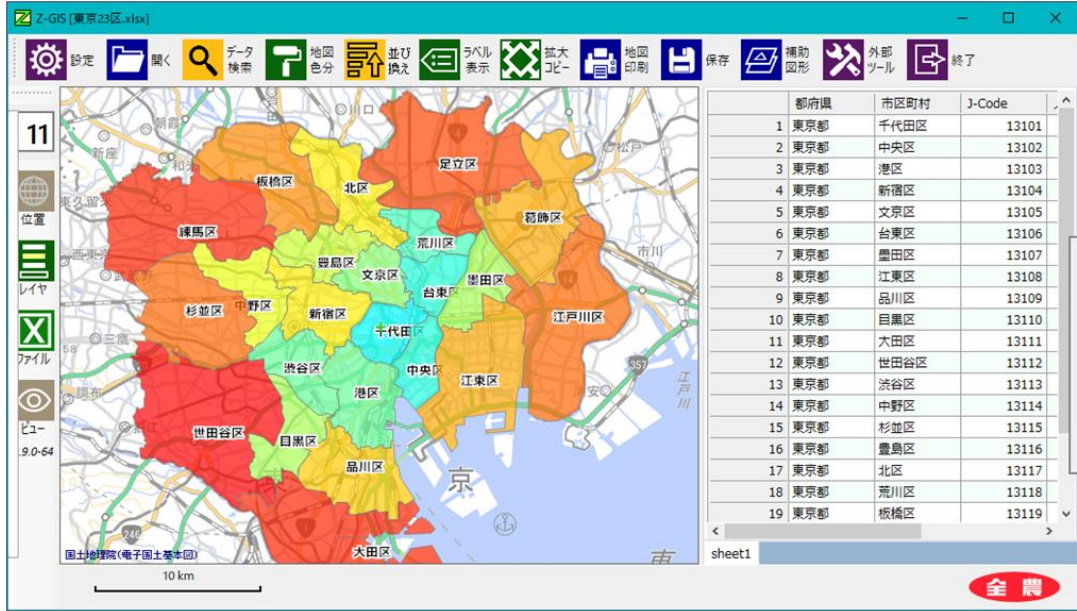 Z-GIS [東京23区.xlsx]
設定
開く
データ
検索
地図
色分
並び
換え
ラベル
表示
拡大
コピー
地図
印刷
保存
補助
図形
外部
ツール
終了
11
位置
レイヤ
ファイル
ビュー
.9.0-64
川口
朝霞
新座
和光
松戸
足立区
板橋区
北区
葛飾区
練馬区
荒川区
市川
豊島区
文京区
墨田区
台東区
杉並区
中野区
新宿区
江戸川区
千代田区
三鷹
渋谷区
中央区
江東区
357
港区
江戸川
調布
世田谷区
目黒区
品川区
京
246
国土地理院(電子国土基本図)
大田区
10 km
都府県 市区町村 J-Code
1 東京都 千代田区 13101
2 東京都 中央区 13102
3 東京都 港区 13103
4 東京都 新宿区 13104
5 東京都 文京区 13105
6 東京都 台東区 13106
7 東京都 墨田区 13107
8 東京都 江東区 13108
9 東京都 品川区 13109
10 東京都 目黒区 13110
11 東京都 大田区 13111
12 東京都 世田谷区 13112
13 東京都 渋谷区 13113
14 東京都 中野区 13114
15 東京都 杉並区 13115
16 東京都 豊島区 13116
17 東京都 北区 13117
18 東京都 荒川区 13118
19 東京都 板橋区 13119
sheet1
全農